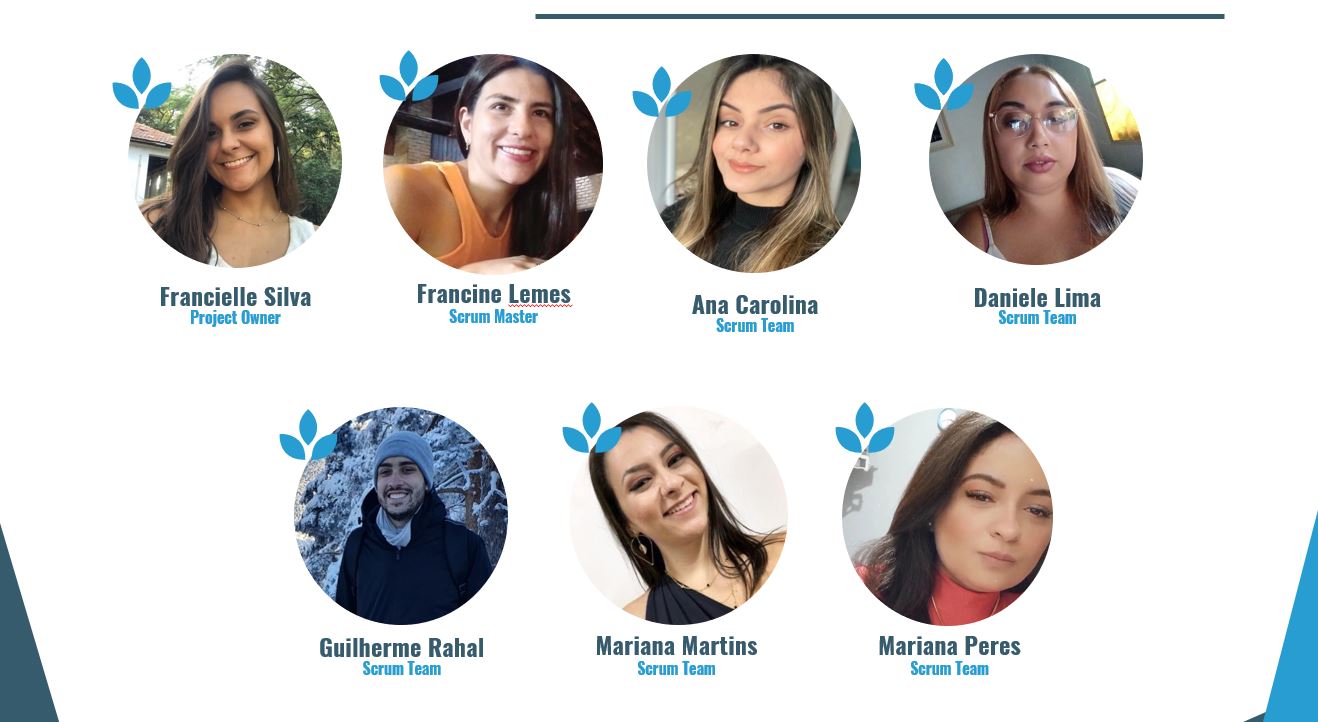 Francielle Silva
Project Owner
Francine Lemes
Scrum Master
Ana Carolina
Scrum Team
Daniele Lima
Scrum Team
Guilherme Rahal
Scrum Team
Mariana Martins
Scrum Team
Mariana Peres
Scrum Team